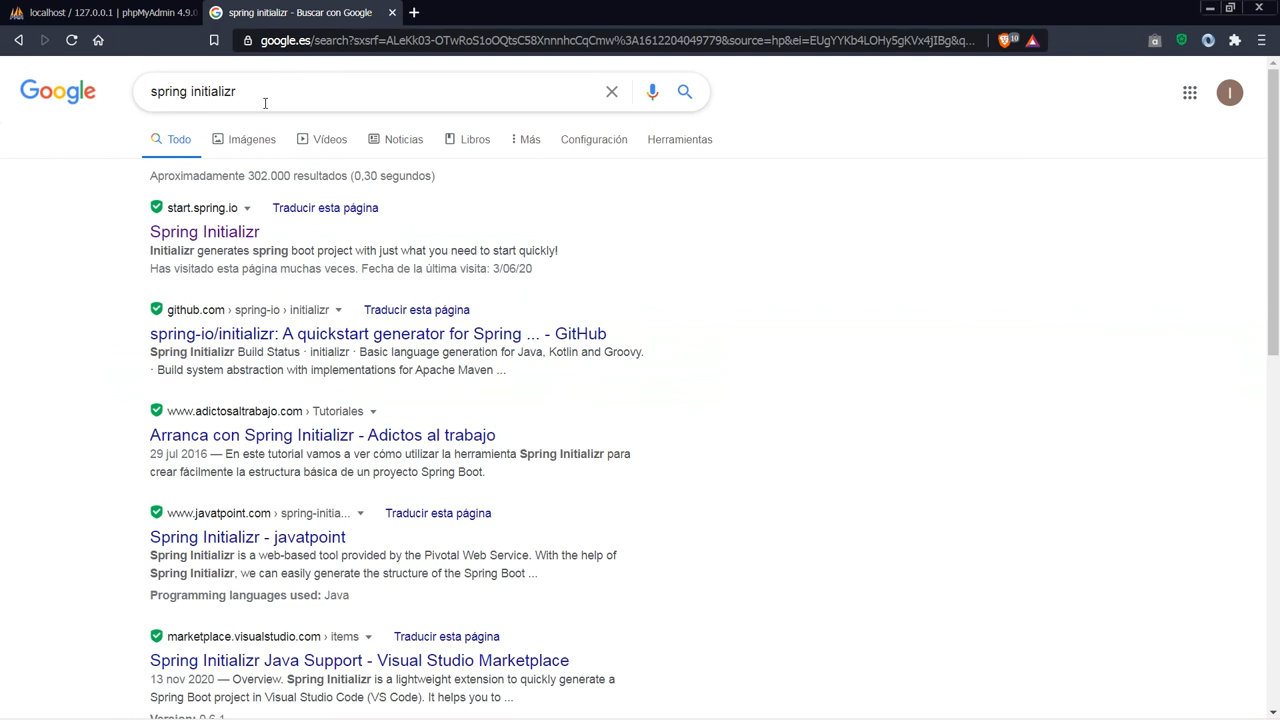 localhost / 127.0.0.1 | phpMyAdmin 4.9.0
spring initializr - Buscar con Google
google.es/search?sxsrf=ALeKk03-OTwRoS1oOQtsC58XnnnhcCqCmw%3A1612204049779&source=hp&ei=EUgYYKb4LOHy5gKVx4jIBg&q...
10
Google
spring initializr
I
Todo
Imágenes
Vídeos
Noticias
Libros
Más
Configuración
Herramientas
Aproximadamente 302.000 resultados (0,30 segundos)
start.spring.io
Traducir esta página
Spring Initializr
Initializr generates spring boot project with just what you need to start quickly!
Has visitado esta página muchas veces. Fecha de la última visita: 3/06/20
github.com › spring-io › initializr
Traducir esta página
spring-io/initializr: A quickstart generator for Spring ... - GitHub
Spring Initializr Build Status · initializr · Basic language generation for Java, Kotlin and Groovy.
· Build system abstraction with implementations for Apache Maven ...
www.adictosaltrabajo.com › Tutoriales
Arranca con Spring Initializr - Adictos al trabajo
29 jul 2016 — En este tutorial vamos a ver cómo utilizar la herramienta Spring Initializr para
crear fácilmente la estructura básica de un proyecto Spring Boot.
www.javatpoint.com › spring-initia...
Traducir esta página
Spring Initializr - javatpoint
Spring Initializr is a web-based tool provided by the Pivotal Web Service. With the help of
Spring Initializr, we can easily generate the structure of the Spring Boot ...
Programming languages used: Java
marketplace.visualstudio.com › items
Traducir esta página
Spring Initializr Java Support - Visual Studio Marketplace
13 nov 2020 — Overview. Spring Initializr is a lightweight extension to quickly generate a
Spring Boot project in Visual Studio Code (VS Code). It helps you to ...
Version: 0.6.1